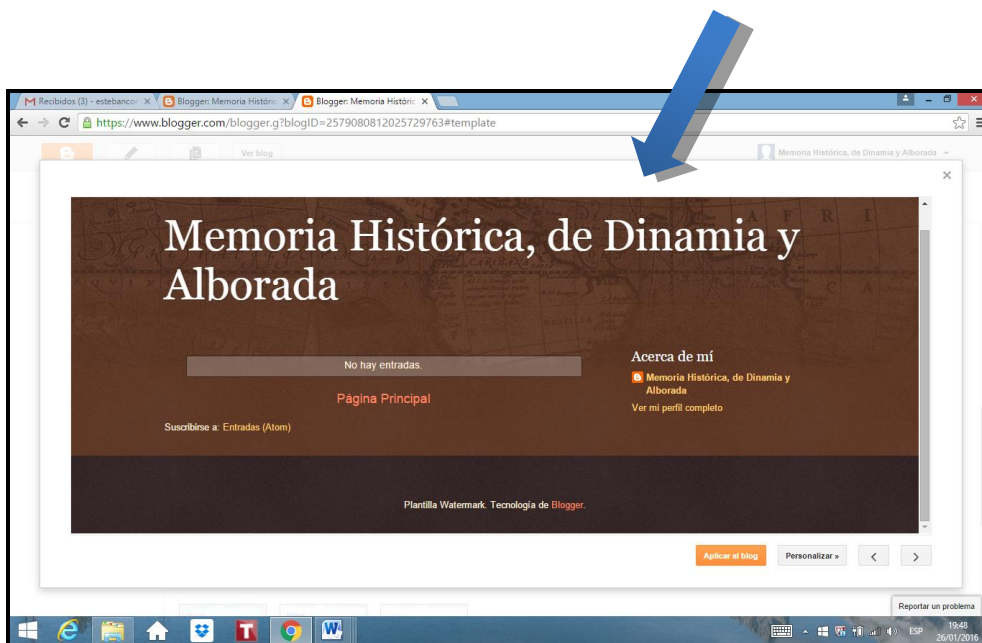 Recibidos (3) - estebancor
Blogger: Memoria Históric
Blogger: Memoria Históric
https://www.blogger.com/blogger.g?blogID=2579080812025729763#template
Ver blog
Memoria Histórica, de Dinamia y Alborada
Memoria Histórica, de Dinamia y
Alborada
No hay entradas.
Página Principal
Suscribirse a: Entradas (Atom)
Acerca de mí
Memoria Histórica, de Dinamia y
Alborada
Ver mi perfil completo
Plantilla Watermark. Tecnología de Blogger.
Aplicar al blog
Personalizar »
Reportar un problema
ESP
19:48
26/01/2016